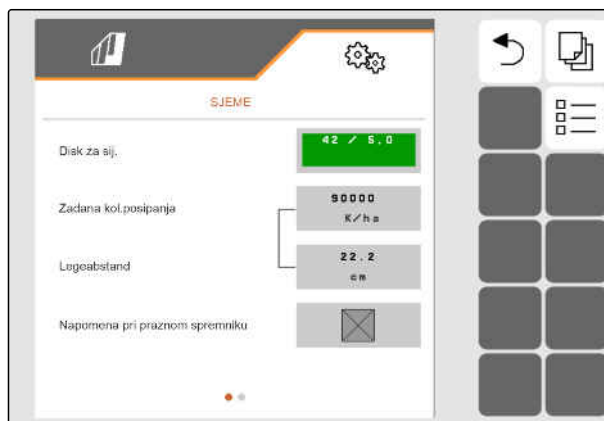 SJEME
Disk za sij.
42 / 5,0
Zadana kol.posipanja
90000
K/ha
Legeabstand
22.2
cm
Napomena pri praznom spremniku